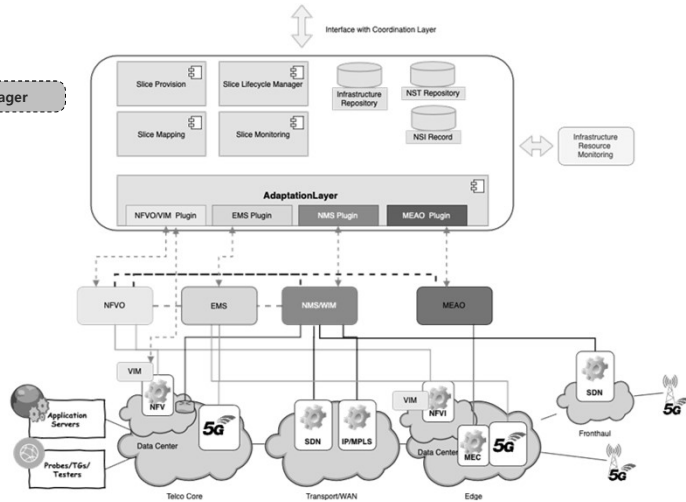 Interface with Coordination Layer
ager
Slice Provision
Slice Lifecycle Manager
Infrastructure
Repository
NST Repository
Slice Mapping
Slice Monitoring
NSI Record
Infrastructure
Resource
Monitoring
AdaptationLayer
NFVO/VIM Plugin
EMS Plugin
NMS Plugin
MEAO Plugin
NFVO
EMS
NMS/WIM
MEAO
VIM
NFV
VIM
NFVI
SDN
5G
Application
Servers
5G
SDN
IP/MPLS
MEC
5G
Fronthaul
Data Center
Data Center
Probes/TGs/
Testers
5G
Telco Core
Transport/WAN
Edge